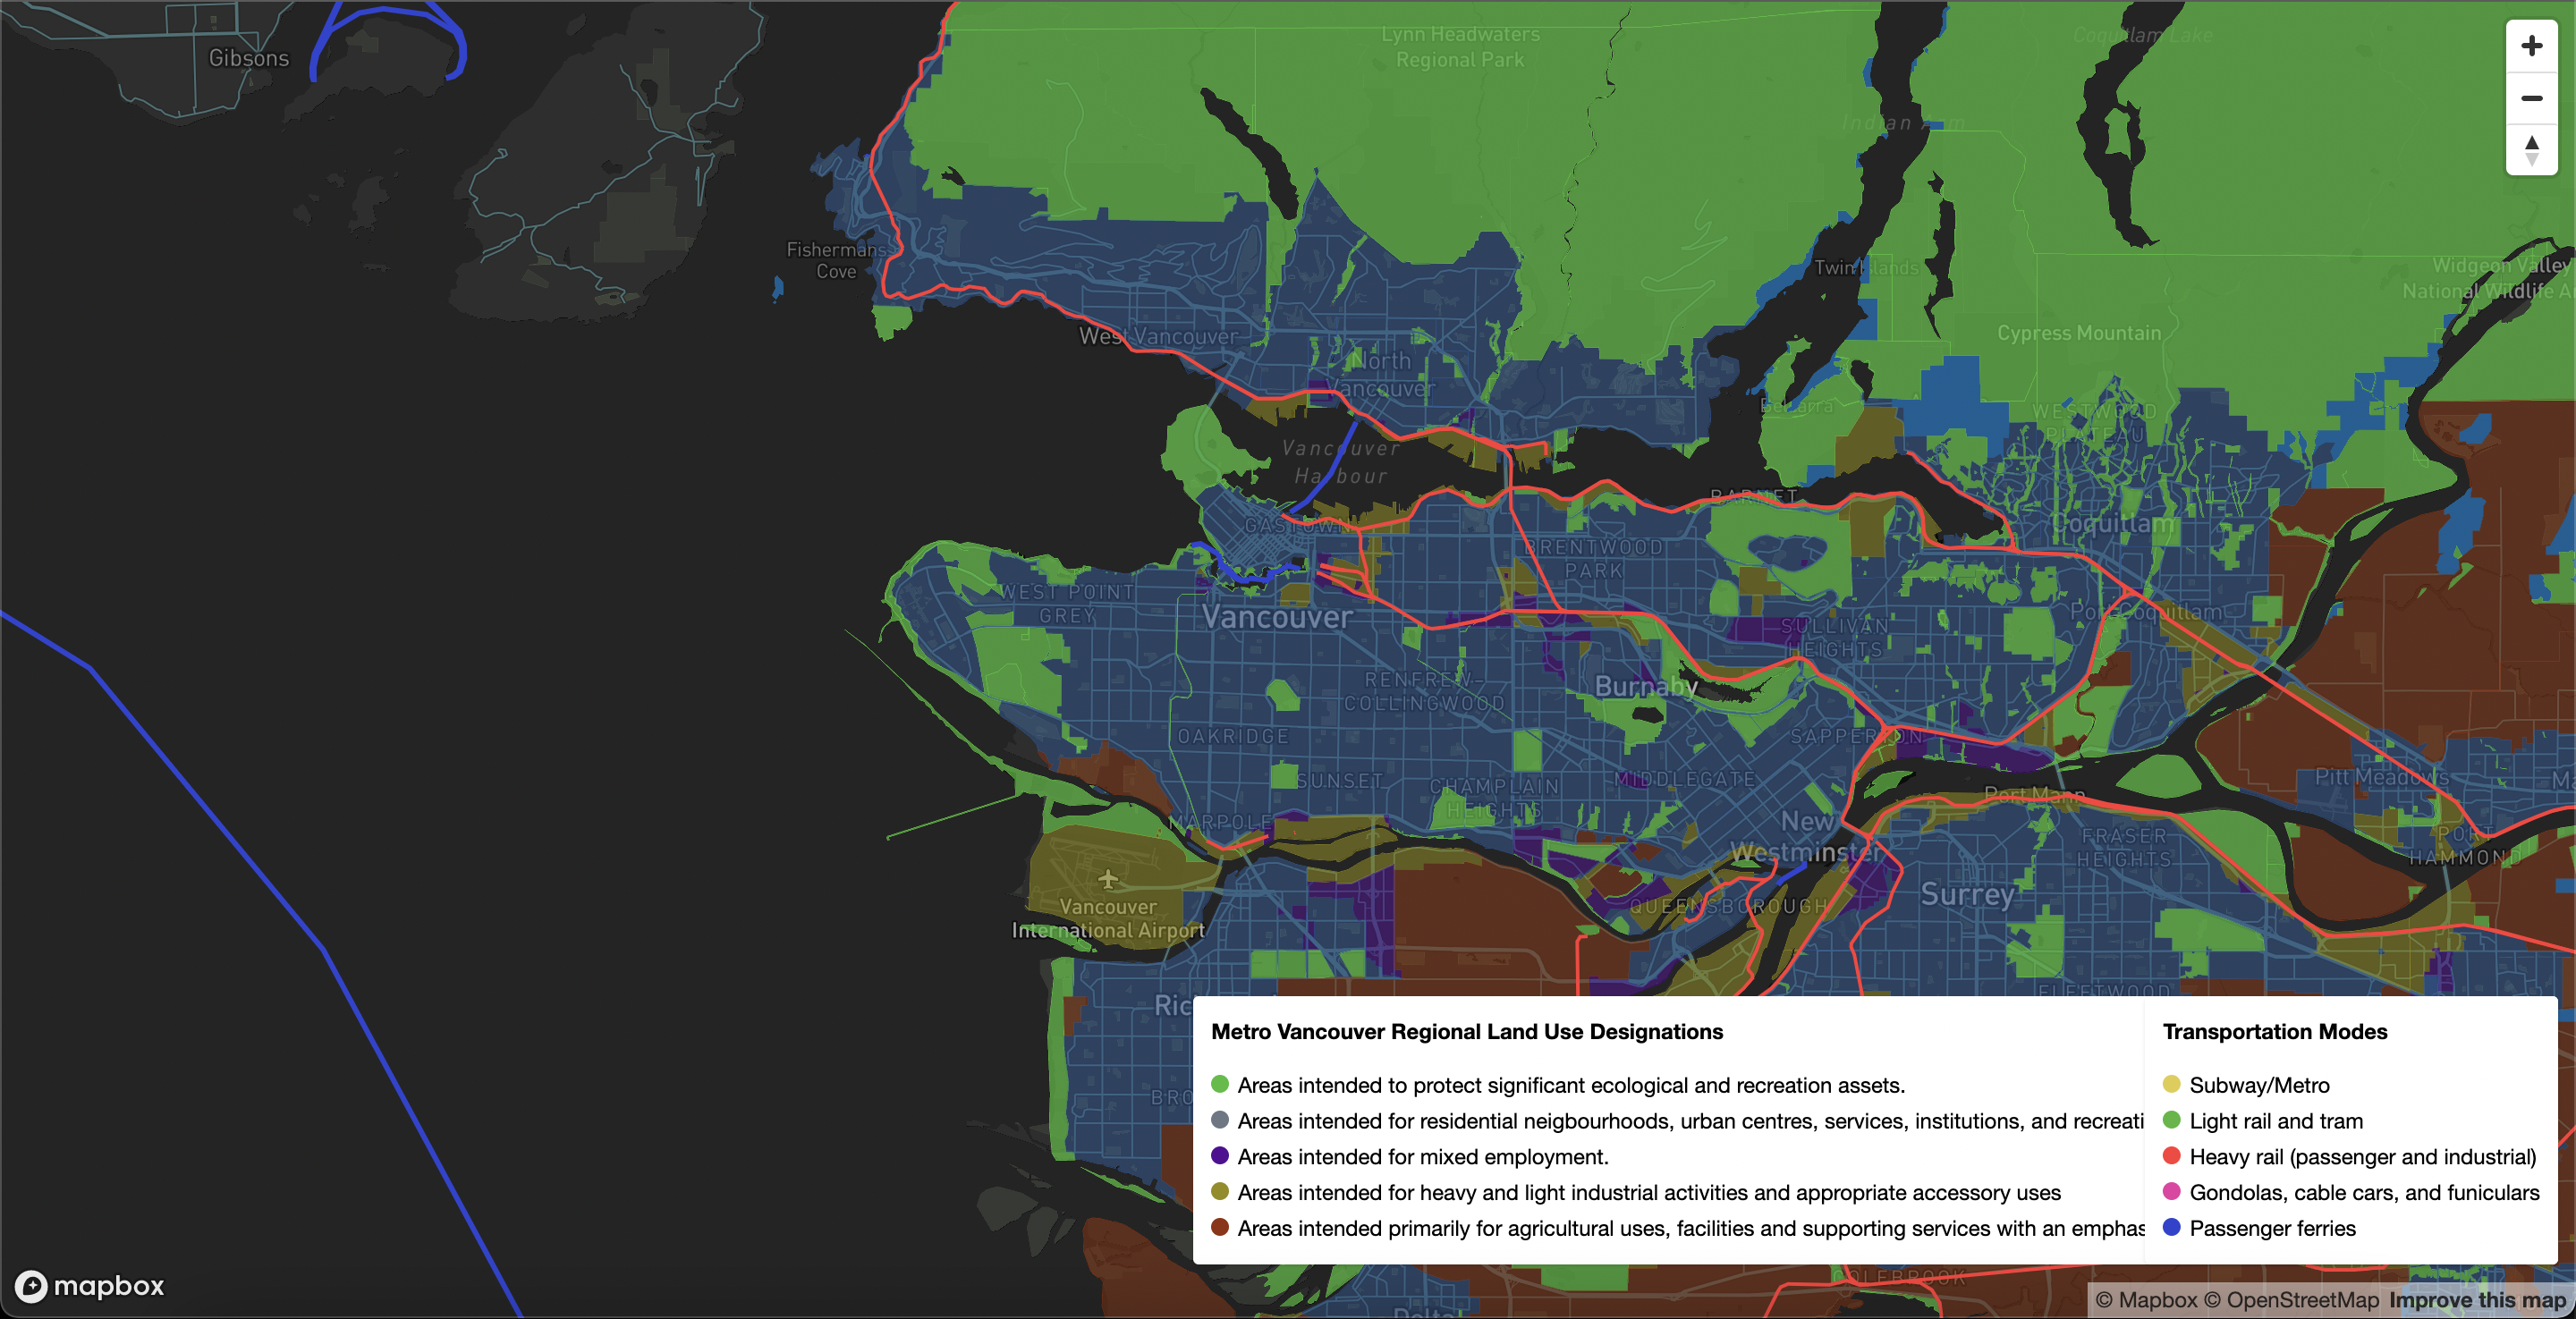 Gibsons
Lynn Headwaters
Regional Park
Coquitlam Lake
Indian Arm
Fishermans
Cove
Twin Islands
Widgeon Valley
National Wildlife A
Cypress Mountain
West Vancouver
North
Vancouver
Belcarra
WESTWOOD
PLATEAU
Vancouver
Harbour
BARNET
GASTOWN
Coquitlam
BRENTWOOD
PARK
WEST POINT
GREY
Vancouver
Port Coquitlam
SULLIVAN
HEIGHTS
RENFREW-
COLLINGWOOD
Burnaby
OAKRIDGE
SAPPERTON
SUNSET
CHAMPLAIN
HEIGHTS
MIDDLEGATE
Pitt Meadows
M
Port Mann
MARPOLE
New
Westminster
FRASER
HEIGHTS
PORT
HAMMOND
Vancouver
International Airport
QUEENSBOROUGH
Surrey
FLEETWOOD
Ric
BRO
Metro Vancouver Regional Land Use Designations
Areas intended to protect significant ecological and recreation assets.
Areas intended for residential neigbourhoods, urban centres, services, institutions, and recreati
Areas intended for mixed employment.
Areas intended for heavy and light industrial activities and appropriate accessory uses
Areas intended primarily for agricultural uses, facilities and supporting services with an emphas
Transportation Modes
Subway/Metro
Light rail and tram
Heavy rail (passenger and industrial)
Gondolas, cable cars, and funiculars
Passenger ferries
COLEBROOK
Delta
mapbox
© Mapbox © OpenStreetMap Improve this map